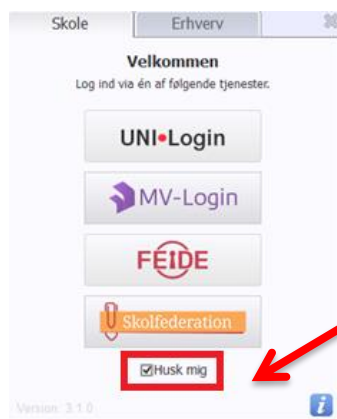 Skole Erhverv
Velkommen
Log ind via én af følgende tjenester.
UNI•Login
MV-Login
FEIDE
Skolfederation
Husk mig
Version: 3.1.0